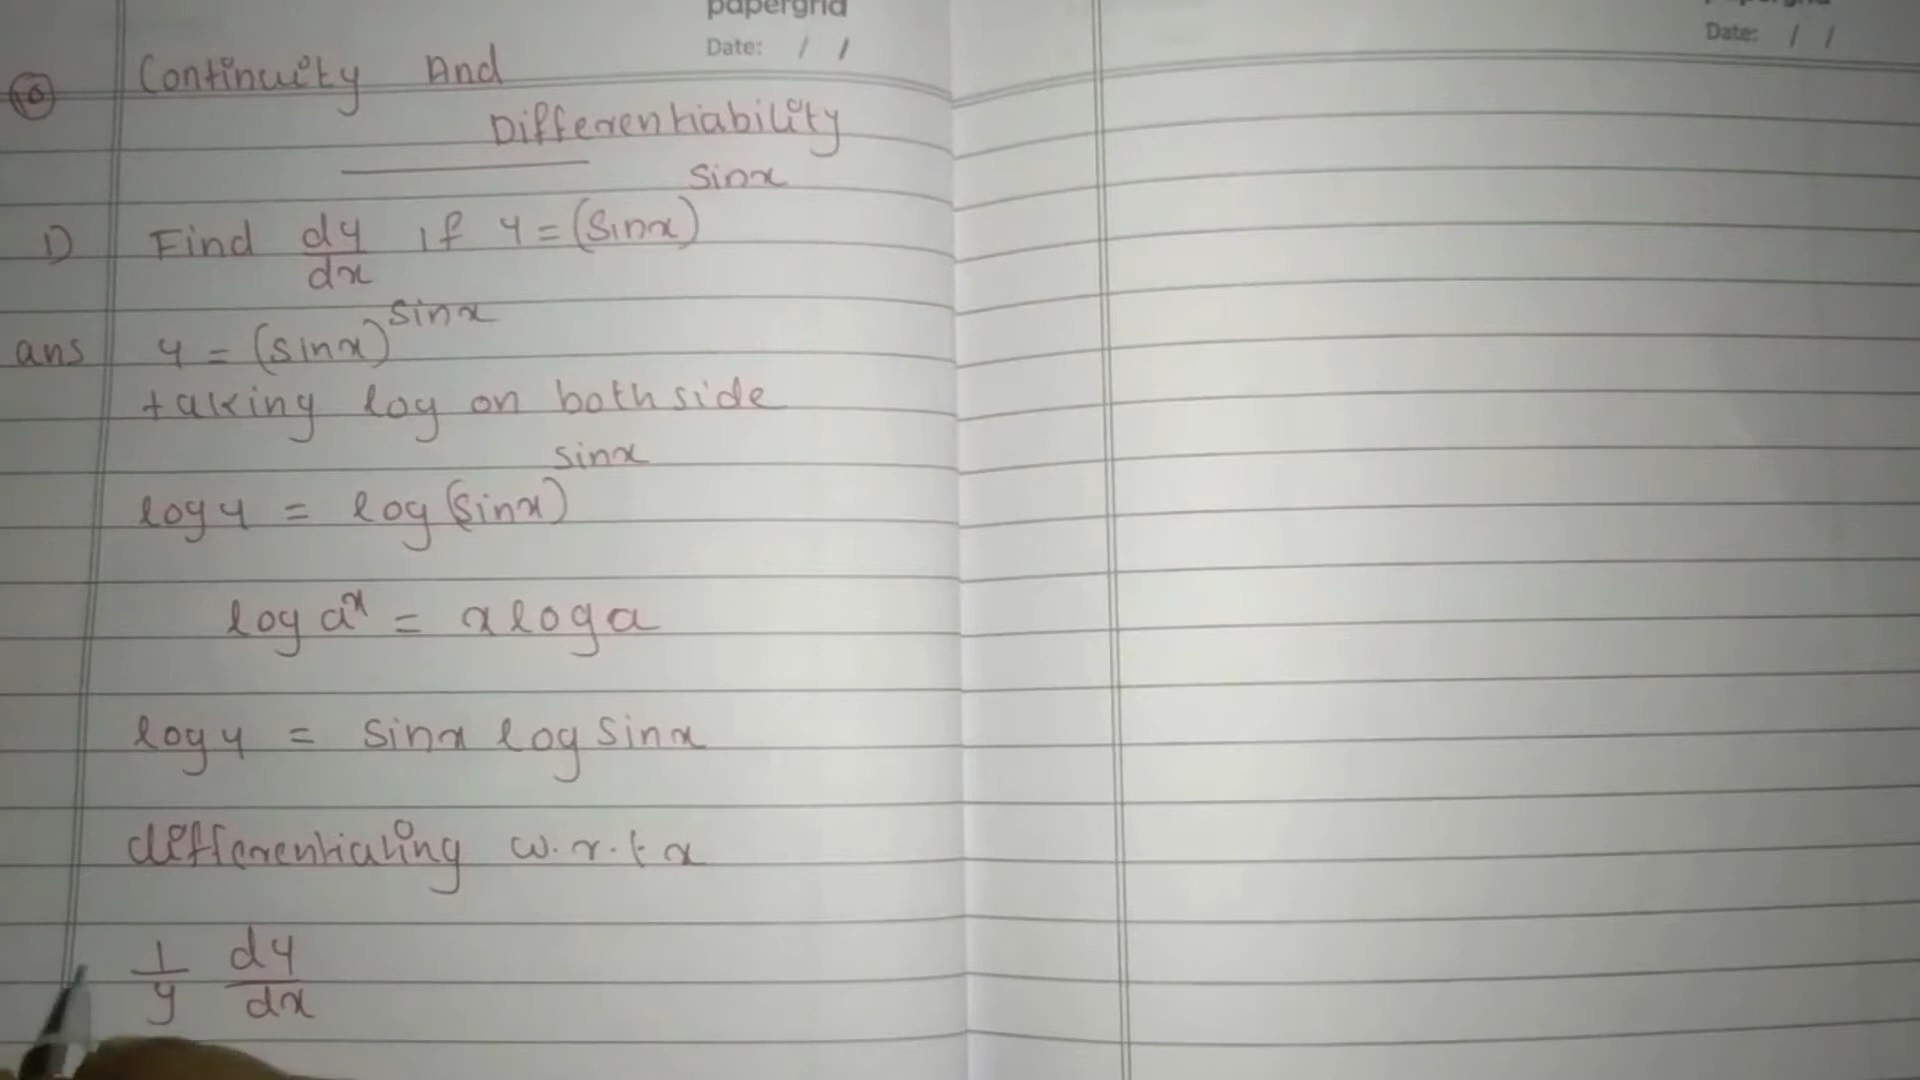 papergrid
Date: / /
Date: / /
Continuity And
Differentiability
1) Find dy/dx if y = (sinx)^sinx
ans y = (sinx)^sinx
taking log on both side
log y = log (sinx)^sinx
log a^x = x log a
log y = sinx log sinx
differentiating w.r.t x
1/y dy/dx